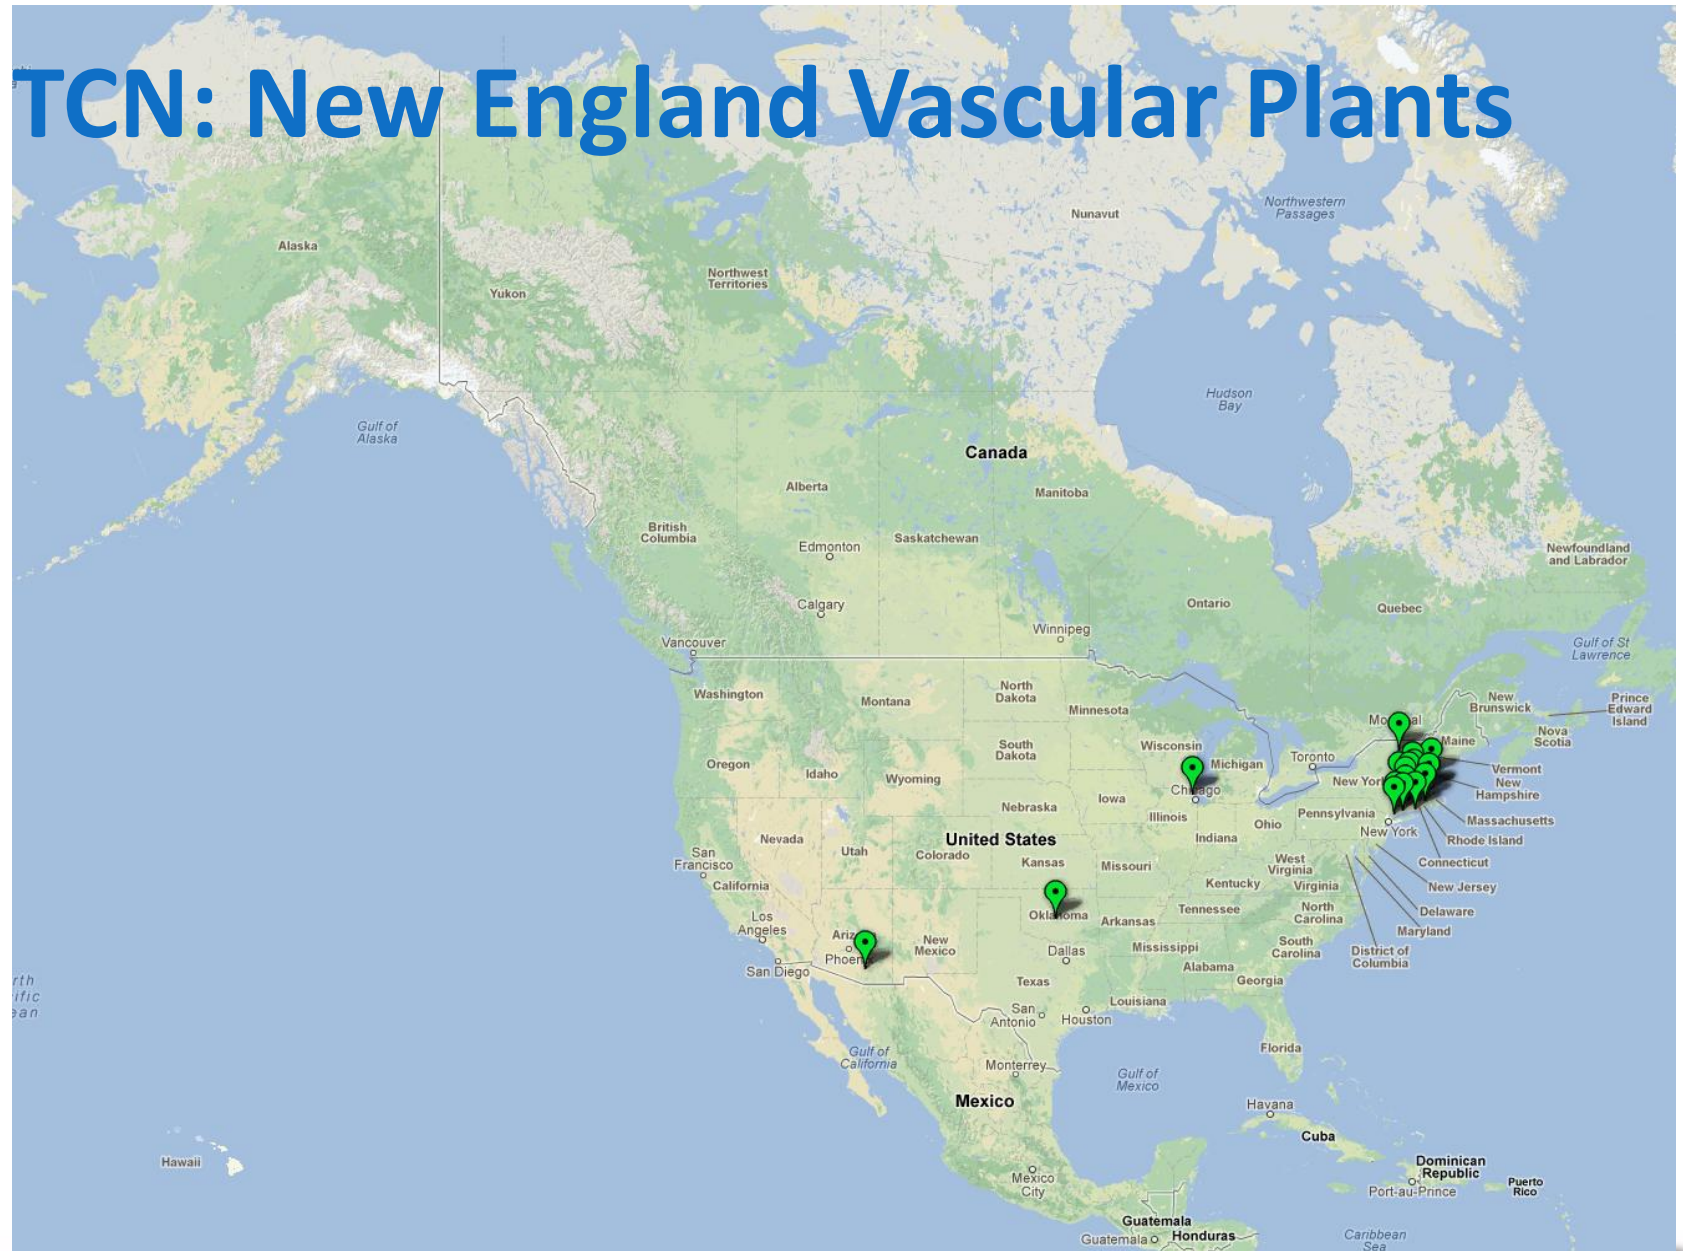 TCN: New England Vascular Plants
Nunavut
Northwestern
Passages
Alaska
Northwest
Territories
Yukon
Hudson
Bay
Gulf of
Alaska
Canada
Alberta
Manitoba
British
Columbia
Saskatchewan
Edmonton
Newfoundland
and Labrador
Calgary
Ontario
Quebec
Winnipeg
Vancouver
Gulf of St
Lawrence
Washington
Montana
North
Dakota
Minnesota
New
Brunswick
Prince
Edward
Island
Nova
Scotia
Maine
Wisconsin
South
Dakota
Oregon
Idaho
Wyoming
Michigan
Toronto
Vermont
New
Hampshire
New York
Iowa
Nebraska
Illinois
Pennsylvania
Massachusetts
Ohio
New York
Rhode Island
Indiana
Nevada
United States
Utah
Colorado
Kansas
Missouri
West
Virginia
Connecticut
San
Francisco
California
Kentucky
Virginia
New Jersey
Tennessee
North
Carolina
Delaware
Arkansas
Los
Angeles
Maryland
New
Mexico
Dallas
Mississippi
South
Carolina
District of
Columbia
San Diego
Alabama
Georgia
Texas
Louisiana
San
Antonio
Houston
Florida
Gulf of
California
Monterrey
Gulf of
Mexico
Mexico
Havana
Cuba
Hawaii
Mexico
City
Dominican
Republic
Port-au-Prince
Puerto
Rico
Guatemala
Guatemala
Honduras
Caribbean
Sea